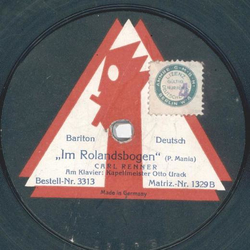 Bariton Deutsch
„Im Rolandsbogen“ (P. Mania)
CARL RENNER
Am Klavier: Kapellmeister Otto Urack
Bestell-Nr. 3313 Matriz.-Nr. 1329 B
Made in Germany